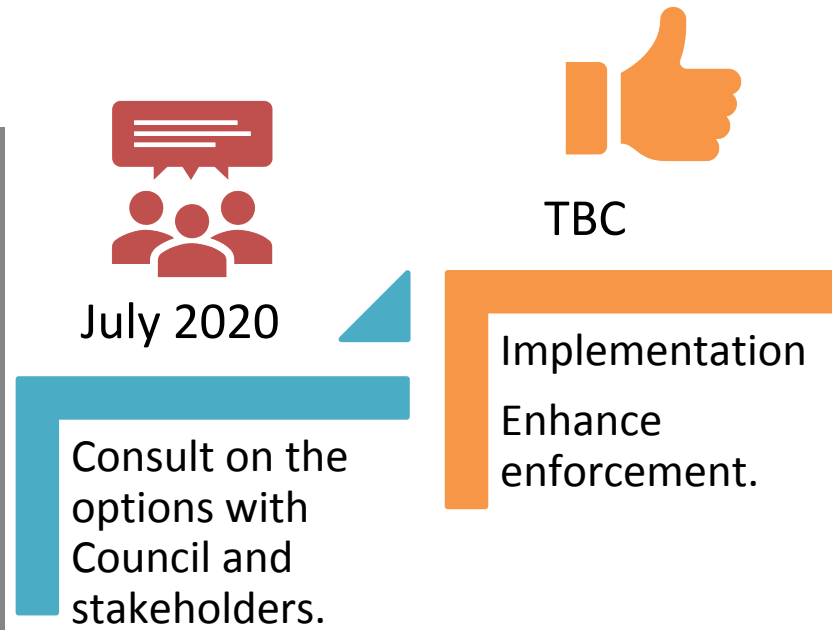 July 2020
Consult on the
options with
Council and
stakeholders.
TBC
Implementation
Enhance
enforcement.